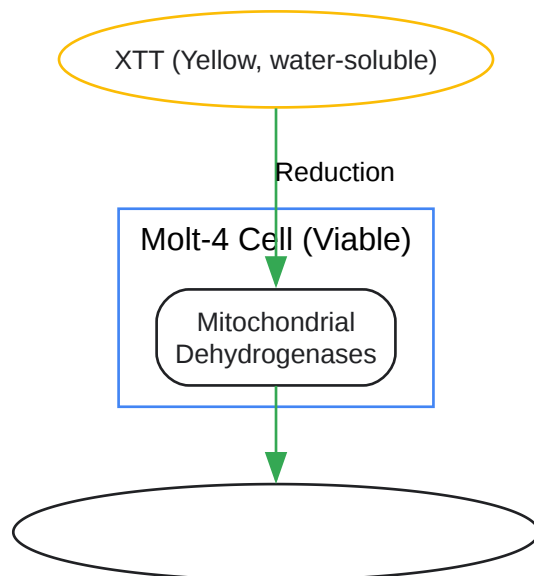 XTT (Yellow, water-soluble)
Reduction
Molt-4 Cell (Viable)
Mitochondrial
Dehydrogenases